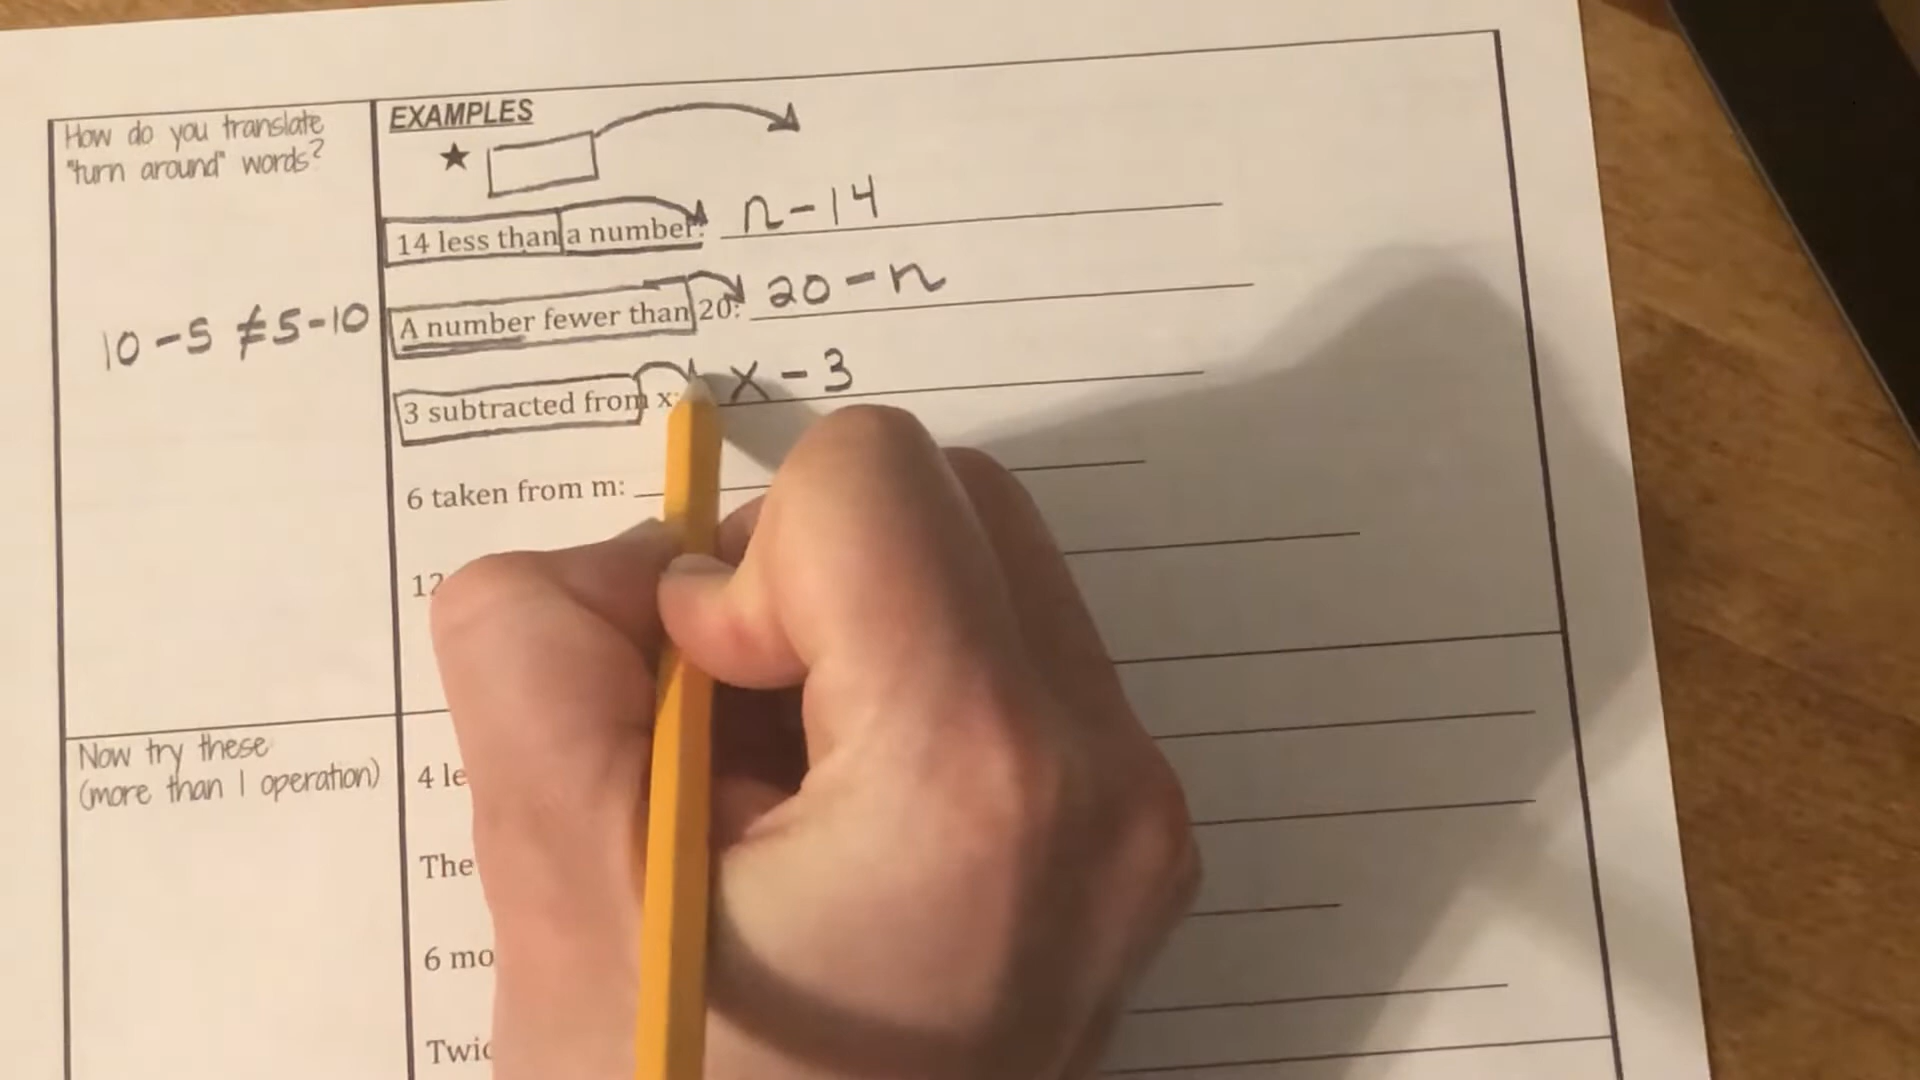 How do you translate
"turn around" words?
10 - 5 ≠ 5 - 10
EXAMPLES
14 less than a number: n - 14
A number fewer than 20: 20 - n
3 subtracted from x: x - 3
6 taken from m:
12
Now try these
(more than 1 operation)
4 le
The
6 mo
Twic